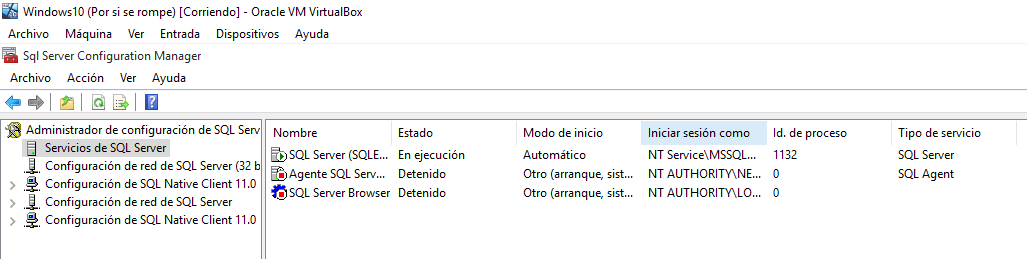 Windows10 (Por si se rompe) [Corriendo] - Oracle VM VirtualBox
Archivo Máquina Ver Entrada Dispositivos Ayuda
Sql Server Configuration Manager
Archivo Acción Ver Ayuda
Administrador de configuración de SQL Serv
Servicios de SQL Server
Configuración de red de SQL Server (32 b
Configuración de SQL Native Client 11.0
Configuración de red de SQL Server
Configuración de SQL Native Client 11.0
Nombre Estado Modo de inicio Iniciar sesión como Id. de proceso Tipo de servicio
SQL Server (SQLE... En ejecución Automático NT Service\MSSQL... 1132 SQL Server
Agente SQL Serv... Detenido Otro (arranque, sist... NT AUTHORITY\NE... 0 SQL Agent
SQL Server Browser Detenido Otro (arranque, sist... NT AUTHORITY\LO... 0